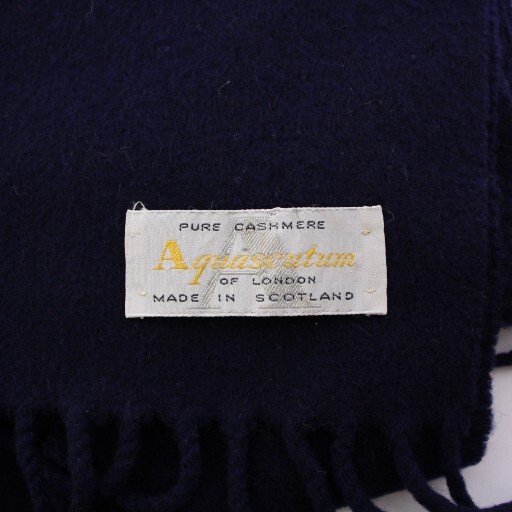 PURE CASHMERE
Aquascutum
OF LONDON
MADE IN SCOTLAND